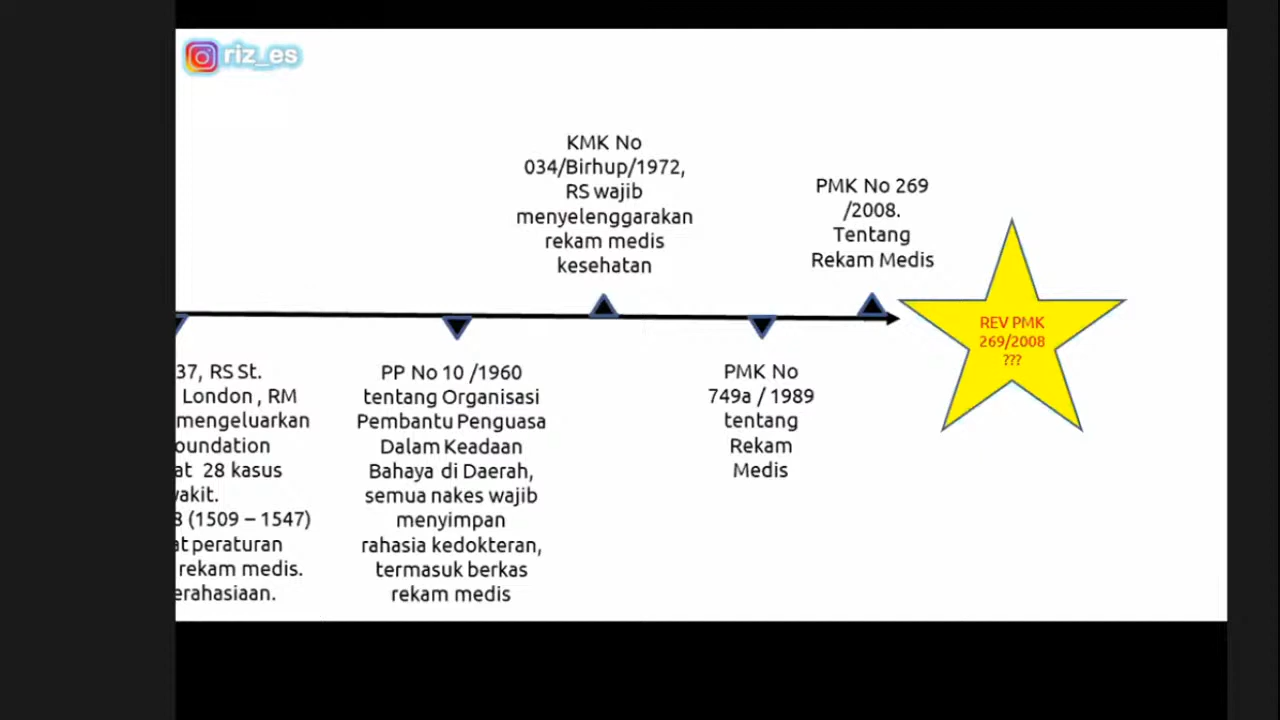 riz_es
KMK No
034/Birhup/1972,
RS wajib
menyelenggarakan
rekam medis
kesehatan
PMK No 269
/2008.
Tentang
Rekam Medis
REV PMK
269/2008
???
37, RS St.
London , RM
mengeluarkan
oundation
at 28 kasus
yakit.
8 (1509 – 1547)
at peraturan
rekam medis.
erahasiaan.
PP No 10 /1960
tentang Organisasi
Pembantu Penguasa
Dalam Keadaan
Bahaya di Daerah,
semua nakes wajib
menyimpan
rahasia kedokteran,
termasuk berkas
rekam medis
PMK No
749a / 1989
tentang
Rekam
Medis